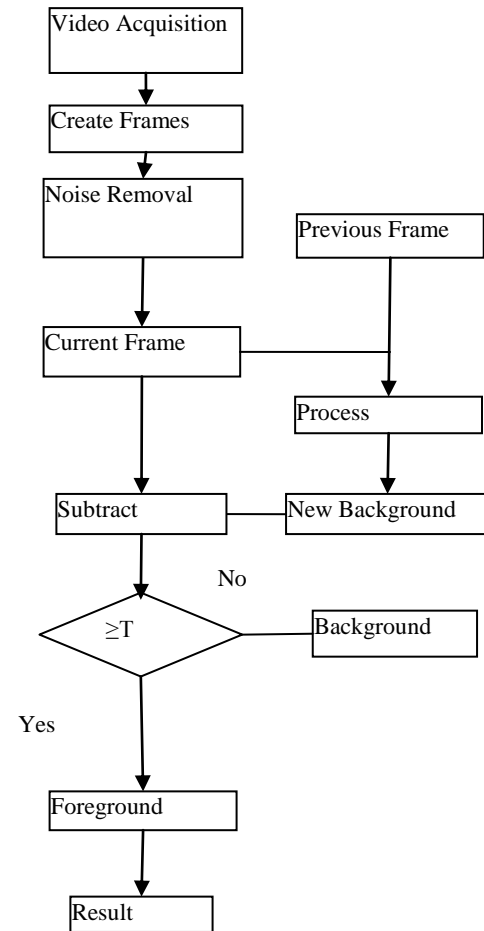 Video Acquisition
Create Frames
Noise Removal
Previous Frame
Current Frame
Process
Subtract
New Background
No
≥T
Background
Yes
Foreground
Result